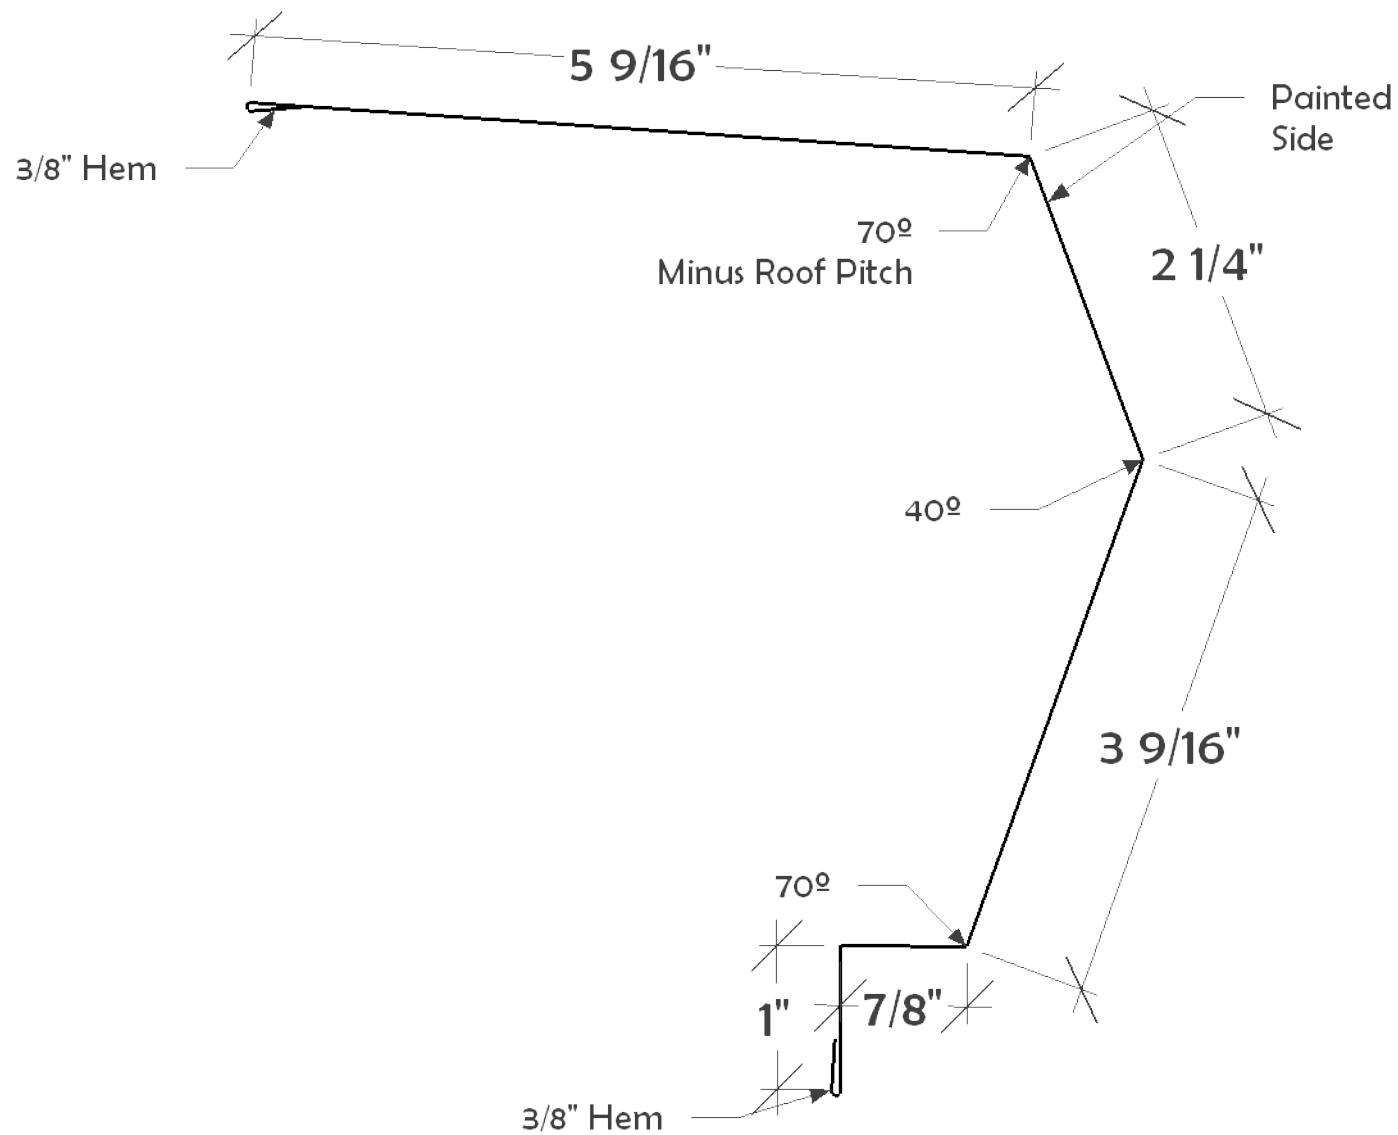 5 9/16"
Painted
Side
3/8" Hem
70º
Minus Roof Pitch
2 1/4"
40º
3 9/16"
70º
1"
7/8"
3/8" Hem